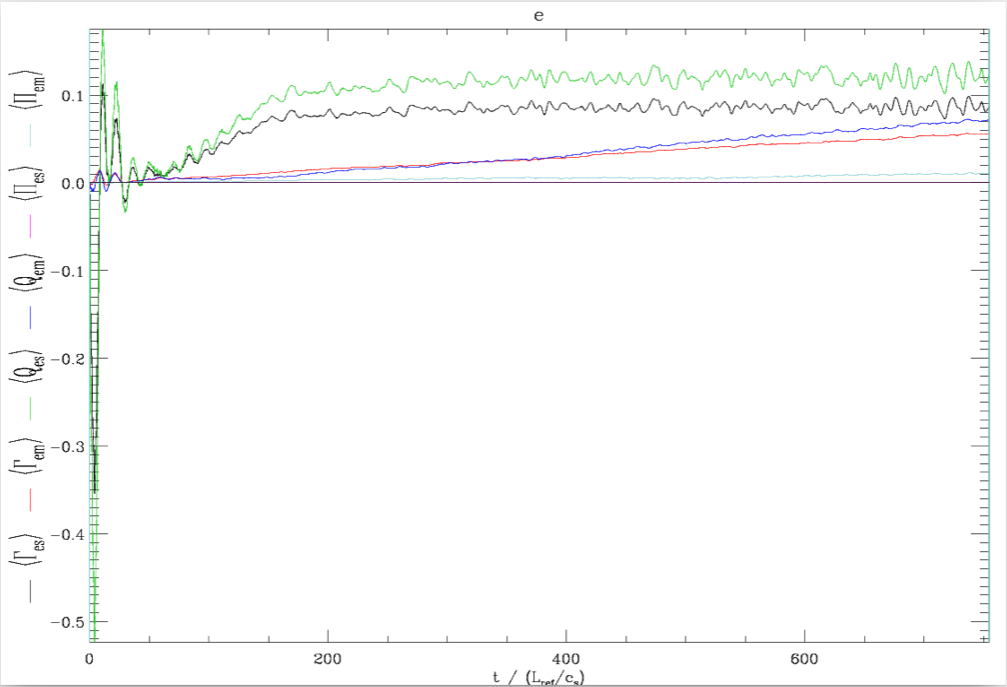 e
0.1
0.0
−0.1
−0.2
−0.3
−0.4
−0.5
0 200 400 600
t / (L_ref/c_s)
⟨Γ_es⟩
⟨Γ_em⟩
⟨Q_es⟩
⟨Q_em⟩
⟨Π_es⟩
⟨Π_em⟩